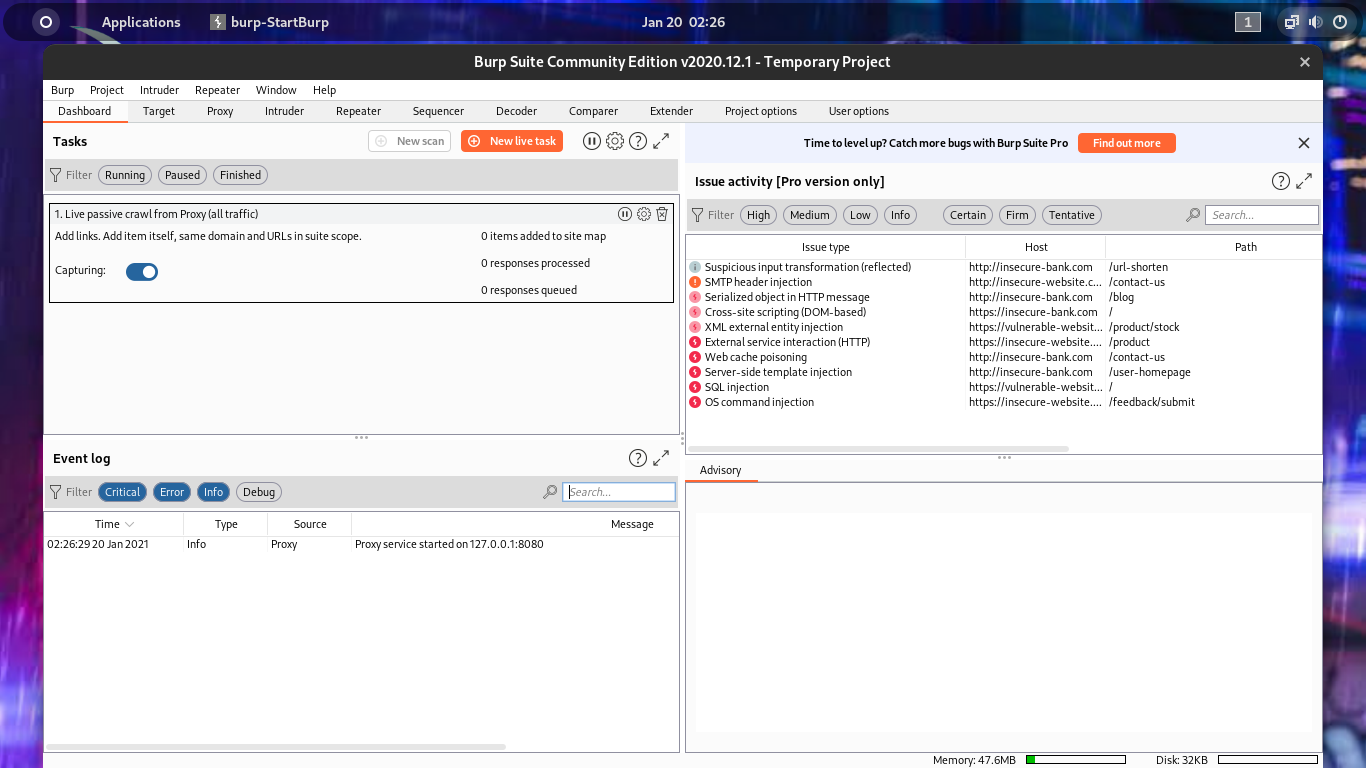 Applications burp-StartBurp Jan 20 02:26 1
Burp Suite Community Edition v2020.12.1 - Temporary Project
Burp Project Intruder Repeater Window Help
Dashboard Target Proxy Intruder Repeater Sequencer Decoder Comparer Extender Project options User options
Tasks New scan New live task
Filter Running Paused Finished
1. Live passive crawl from Proxy (all traffic)
Add links. Add item itself, same domain and URLs in suite scope. 0 items added to site map
Capturing: 0 responses processed
0 responses queued
Event log
Filter Critical Error Info Debug Search...
Time Type Source Message
02:26:29 20 Jan 2021 Info Proxy Proxy service started on 127.0.0.1:8080
Time to level up? Catch more bugs with Burp Suite Pro Find out more
Issue activity [Pro version only]
Filter High Medium Low Info Certain Firm Tentative Search...
Issue type Host Path
Suspicious input transformation (reflected) http://insecure-bank.com /url-shorten
SMTP header injection http://insecure-website.c... /contact-us
Serialized object in HTTP message http://insecure-bank.com /blog
Cross-site scripting (DOM-based) https://insecure-bank.com /
XML external entity injection https://vulnerable-websit... /product/stock
External service interaction (HTTP) https://insecure-website.... /product
Web cache poisoning http://insecure-bank.com /contact-us
Server-side template injection http://insecure-bank.com /user-homepage
SQL injection https://vulnerable-websit... /
OS command injection https://insecure-website.... /feedback/submit
Advisory
Memory: 47.6MB Disk: 32KB